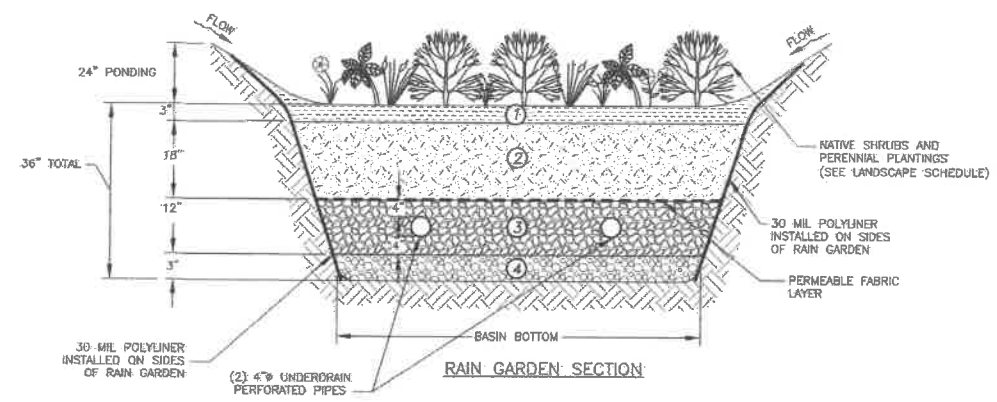 FLOW
FLOW
24" PONDING
3"
1
18"
2
36" TOTAL
NATIVE SHRUBS AND
PERENNIAL PLANTINGS
(SEE LANDSCAPE SCHEDULE)
12"
4"
3
4"
30 MIL POLYLINER
INSTALLED ON SIDES
OF RAIN GARDEN
3"
4
PERMEABLE FABRIC
LAYER
BASIN BOTTOM
30 MIL POLYLINER
INSTALLED ON SIDES
OF RAIN GARDEN
(2) 4"ø UNDERDRAIN
PERFORATED PIPES
RAIN GARDEN SECTION